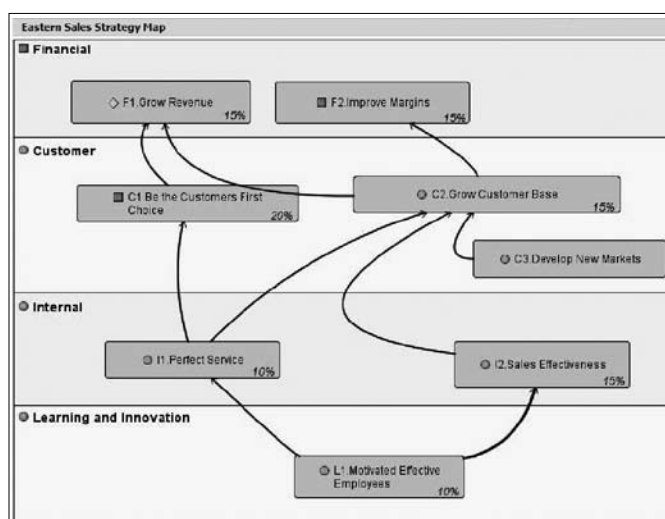 Eastern Sales Strategy Map
Financial
F1.Grow Revenue
15%
F2.Improve Margins
15%
Customer
C1.Be the Customers First
Choice
20%
C2.Grow Customer Base
15%
C3.Develop New Markets
Internal
I1.Perfect Service
10%
I2.Sales Effectiveness
15%
Learning and Innovation
L1.Motivated Effective
Employees
10%